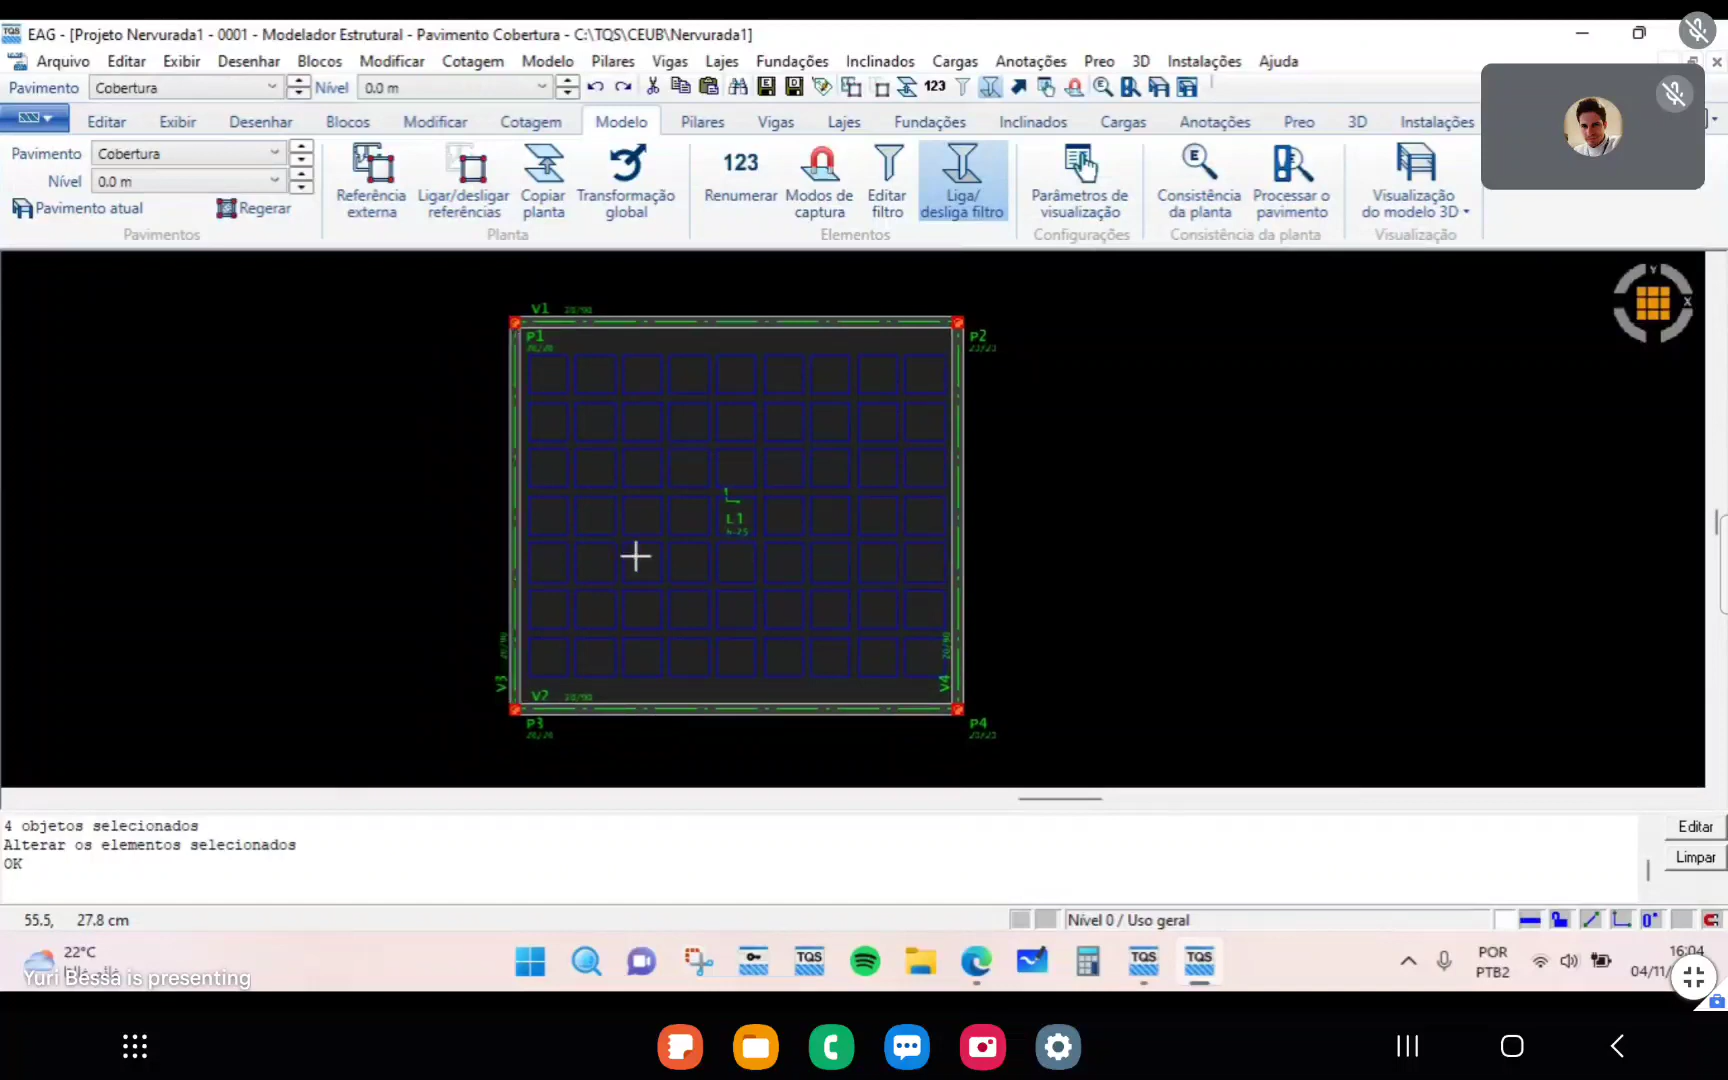 EAG - [Projeto Nervurada1 - 0001 - Modelador Estrutural - Pavimento Cobertura - C:\TQS\CEUB\Nervurada1]
Arquivo Editar Exibir Desenhar Blocos Modificar Cotagem Modelo Pilares Vigas Lajes Fundações Inclinados Cargas Anotações Preo 3D Instalações Ajuda
Pavimento Cobertura Nível 0.0 m 123
Editar Exibir Desenhar Blocos Modificar Cotagem Modelo Pilares Vigas Lajes Fundações Inclinados Cargas Anotações Preo 3D Instalações
Pavimento Cobertura
Nível 0.0 m
Pavimento atual Regerar
Pavimentos
Referência externa
Ligar/desligar referências
Copiar planta
Transformação global
Planta
123
Renumerar
Modos de captura
Editar filtro
Liga/ desliga filtro
Elementos
Parâmetros de visualização
Configurações
Consistência da planta
Processar o pavimento
Consistência da planta
Visualização do modelo 3D
Visualização
Y
X
V1
P1
P2
L1
V3
V4
V2
P3
P4
4 objetos selecionados
Alterar os elementos selecionados
OK
Editar
Limpar
55.5, 27.8 cm
Nível 0 / Uso geral
22°C
Yuri Bessa is presenting
TQS
TQS
TQS
POR
PTB2
16:04
04/11/